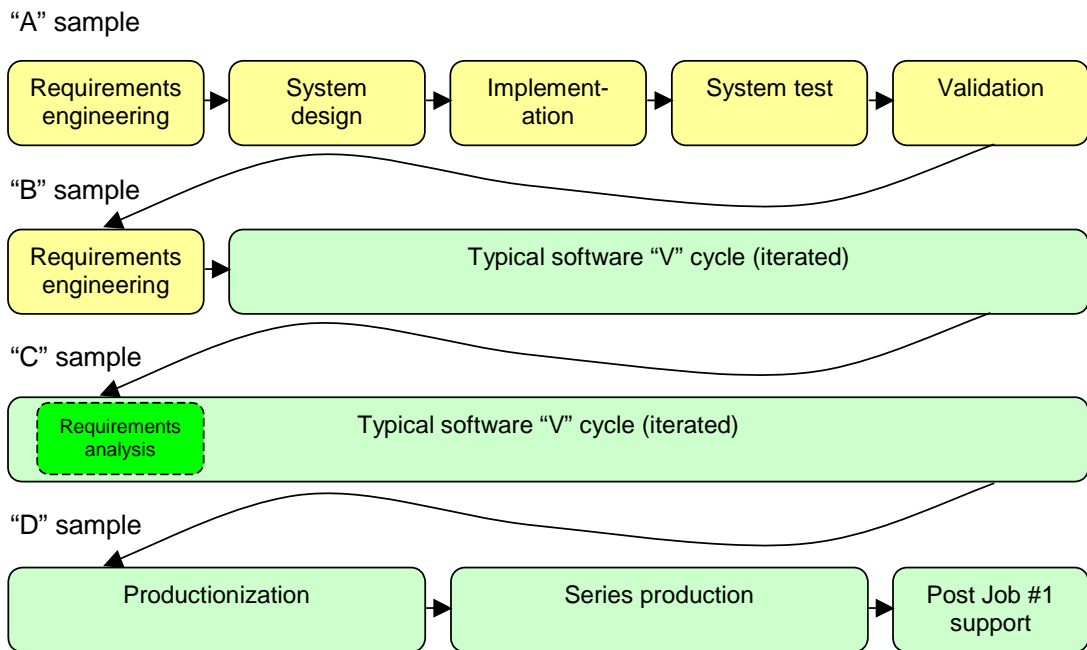 “A” sample
Requirements
engineering
System
design
Implement-
ation
System test
Validation
“B” sample
Requirements
engineering
Typical software “V” cycle (iterated)
“C” sample
Requirements
analysis
Typical software “V” cycle (iterated)
“D” sample
Productionization
Series production
Post Job #1
support